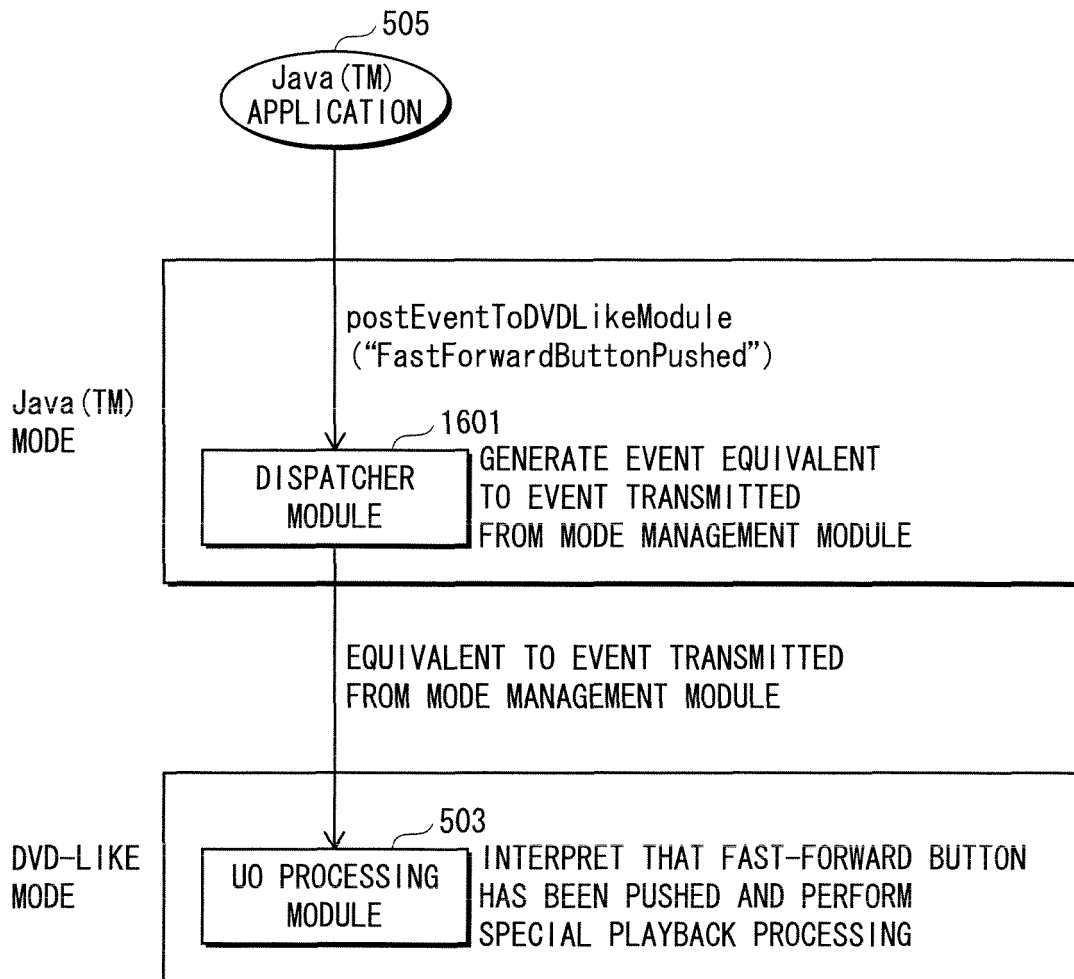 505
Java(TM)
APPLICATION
postEventToDVDLikeModule
(“FastForwardButtonPushed”)
Java(TM)
MODE
1601
DISPATCHER
MODULE
GENERATE EVENT EQUIVALENT
TO EVENT TRANSMITTED
FROM MODE MANAGEMENT MODULE
EQUIVALENT TO EVENT TRANSMITTED
FROM MODE MANAGEMENT MODULE
DVD-LIKE
MODE
503
UO PROCESSING
MODULE
INTERPRET THAT FAST-FORWARD BUTTON
HAS BEEN PUSHED AND PERFORM
SPECIAL PLAYBACK PROCESSING